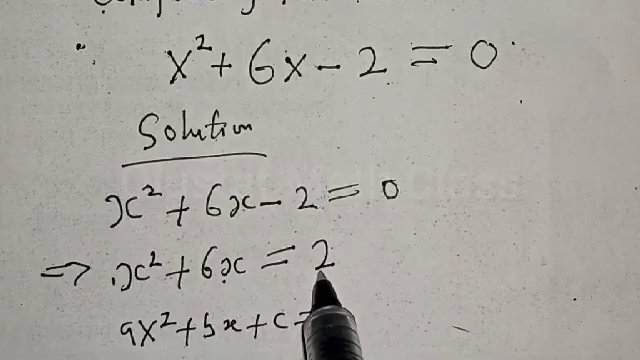 x² + 6x - 2 = 0
Solution
x² + 6x - 2 = 0
⇒ x² + 6x = 2
ax² + bx + c =